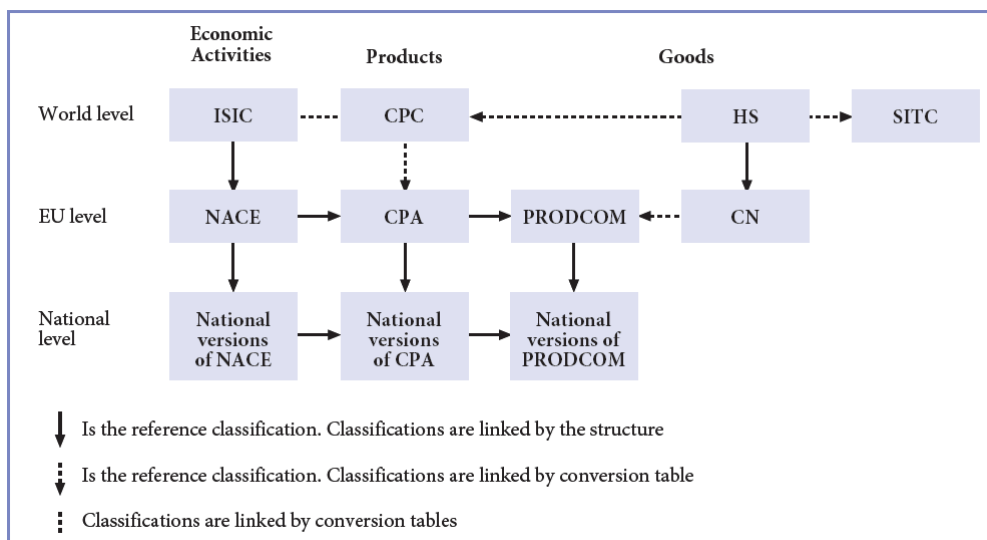 Economic
Activities
Products
Goods
World level
ISIC
CPC
HS
SITC
EU level
NACE
CPA
PRODCOM
CN
National
level
National
versions
of NACE
National
versions
of CPA
National
versions of
PRODCOM
Is the reference classification. Classifications are linked by the structure
Is the reference classification. Classifications are linked by conversion table
Classifications are linked by conversion tables